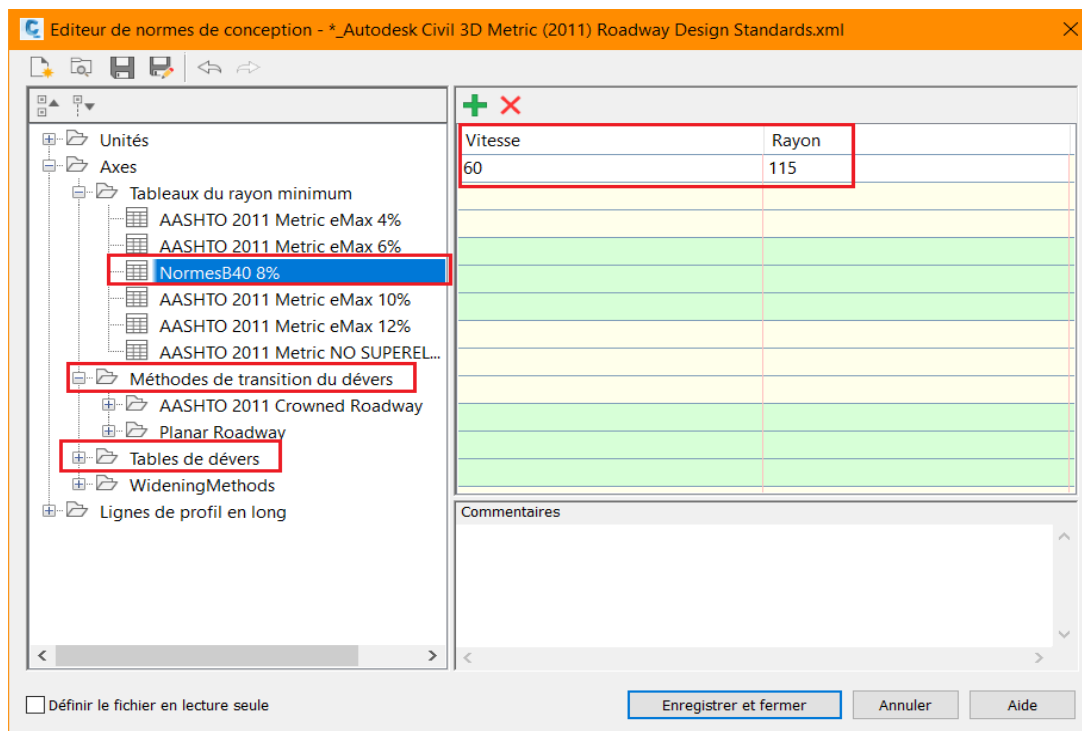 Editeur de normes de conception - *_Autodesk Civil 3D Metric (2011) Roadway Design Standards.xml
Unités
Axes
Tableaux du rayon minimum
AASHTO 2011 Metric eMax 4%
AASHTO 2011 Metric eMax 6%
NormesB40 8%
AASHTO 2011 Metric eMax 10%
AASHTO 2011 Metric eMax 12%
AASHTO 2011 Metric NO SUPEREL...
Méthodes de transition du dévers
AASHTO 2011 Crowned Roadway
Planar Roadway
Tables de dévers
WideningMethods
Lignes de profil en long
Vitesse Rayon
60 115
Commentaires
Définir le fichier en lecture seule
Enregistrer et fermer Annuler Aide